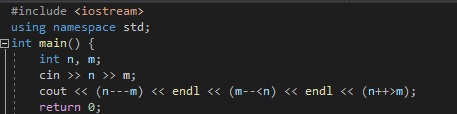 #include <iostream>
using namespace std;
int main() {
int n, m;
cin >> n >> m;
cout << (n---m) << endl << (m--<n) << endl << (n++>m);
return 0;